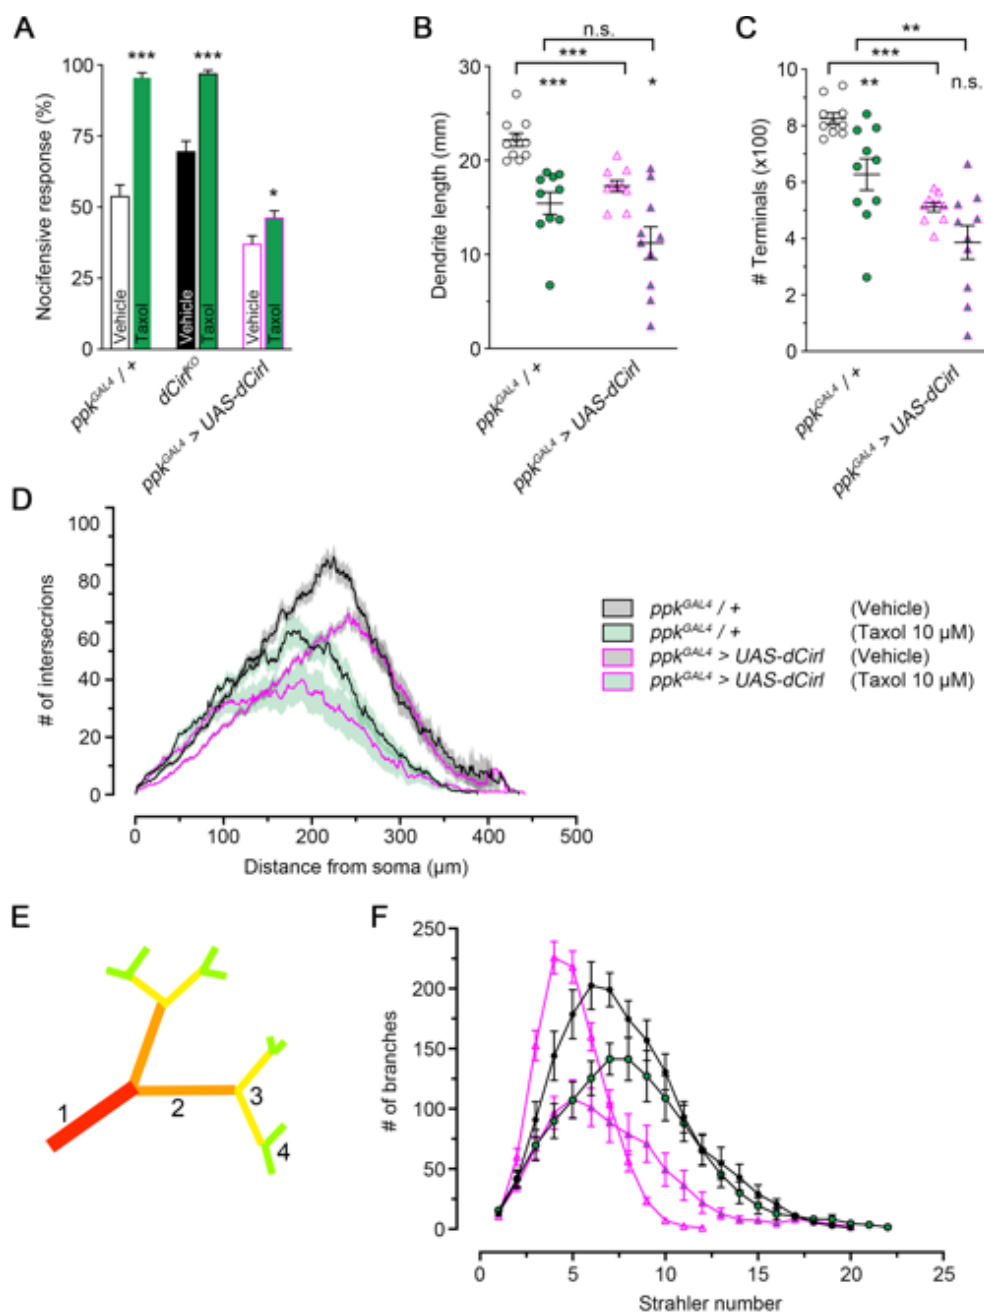 A
Nocifensive response (%)
100
75
50
25
0
***
***
*
Vehicle
Taxol
Vehicle
Taxol
Vehicle
Taxol
ppkGAL4 / +
dCirlKO
ppkGAL4 > UAS-dCirl
B
Dendrite length (mm)
30
20
10
0
n.s.
***
***
*
ppkGAL4 / +
ppkGAL4 > UAS-dCirl
C
# Terminals (x100)
10
8
6
4
2
0
**
***
**
n.s.
ppkGAL4 / +
ppkGAL4 > UAS-dCirl
D
# of intersecrions
100
80
60
40
20
0
0 100 200 300 400 500
Distance from soma (µm)
ppkGAL4 / + (Vehicle)
ppkGAL4 / + (Taxol 10 µM)
ppkGAL4 > UAS-dCirl (Vehicle)
ppkGAL4 > UAS-dCirl (Taxol 10 µM)
E
1
2
3
4
F
# of branches
250
200
150
100
50
0
0 5 10 15 20 25
Strahler number